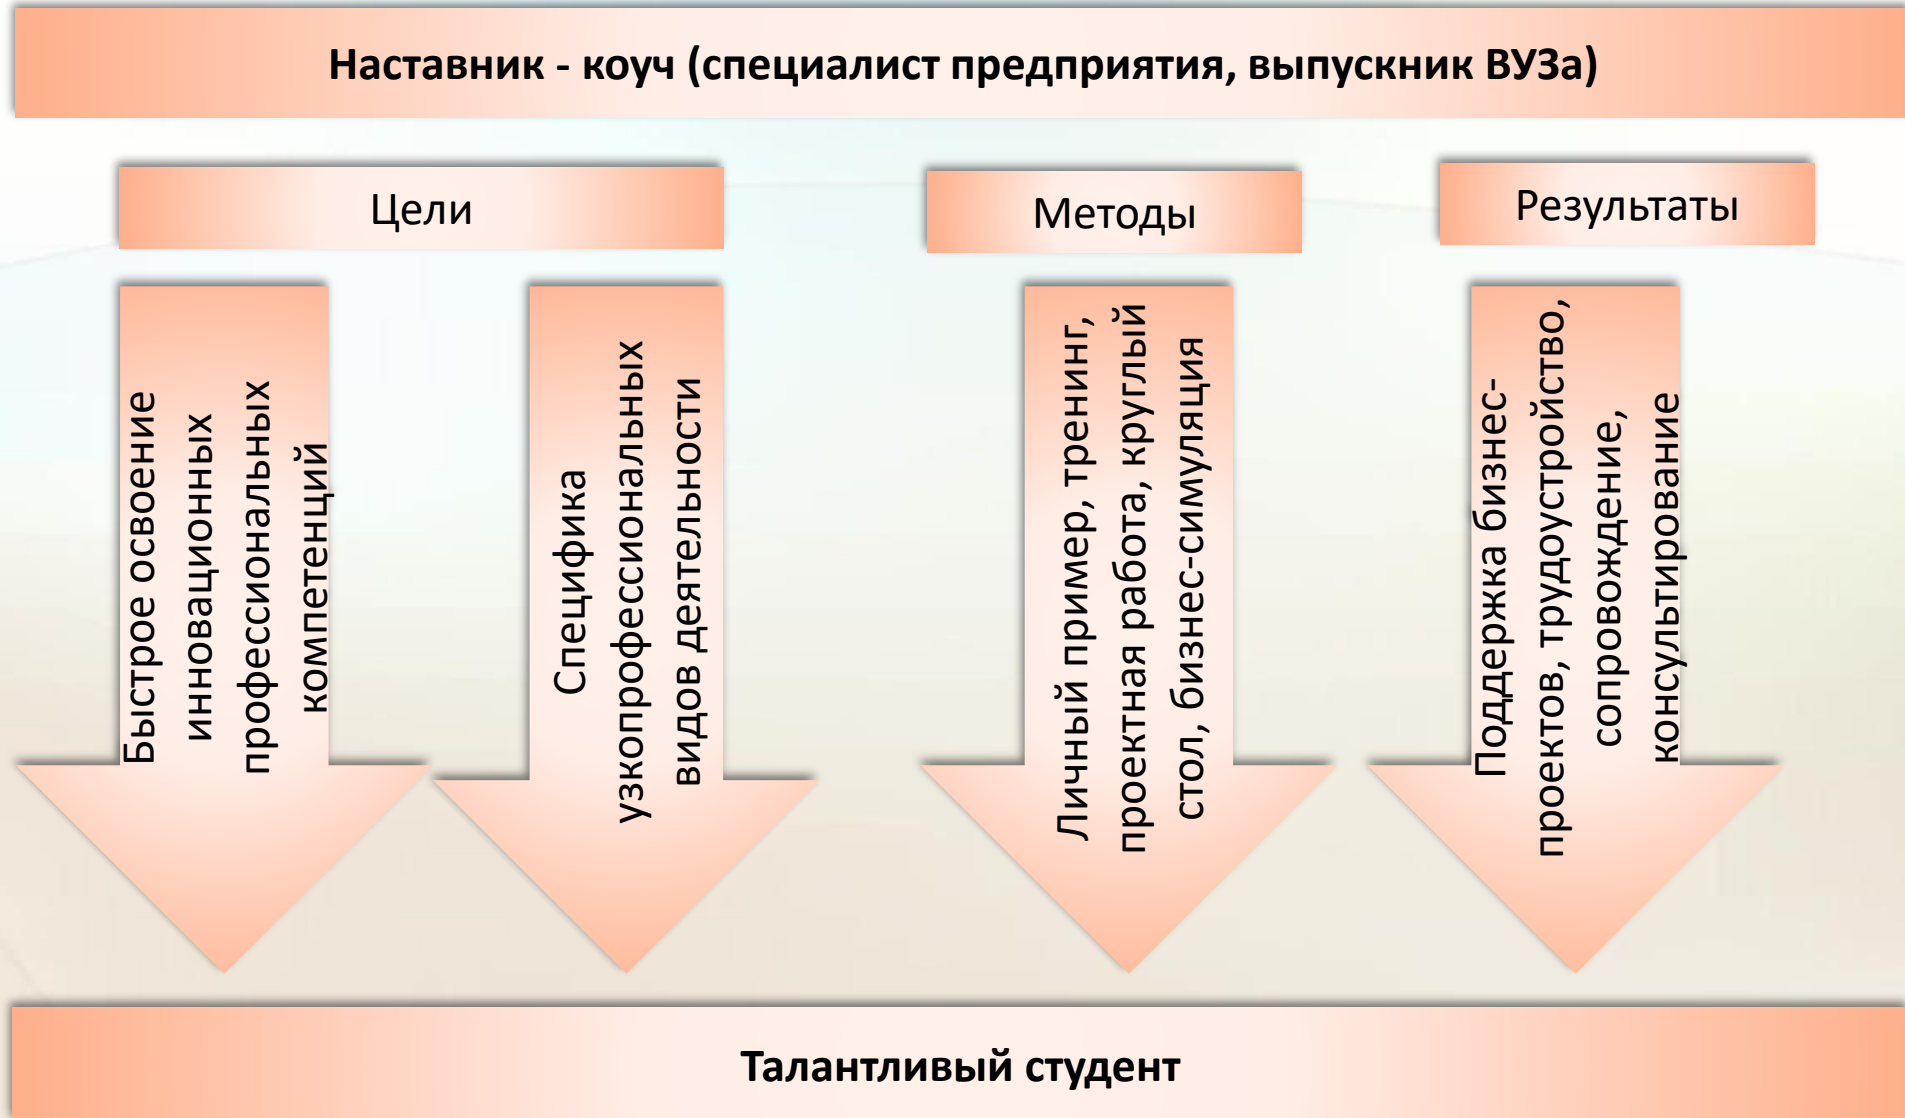 Наставник - коуч (специалист предприятия, выпускник ВУЗа)
Цели
Методы
Результаты
Быстрое освоение
инновационных
профессиональных
компетенций
Специфика
узкопрофессиональных
видов деятельности
Личный пример, тренинг,
проектная работа, круглый
стол, бизнес-симуляция
Поддержка бизнес-
проектов, трудоустройство,
сопровождение,
консультирование
Талантливый студент